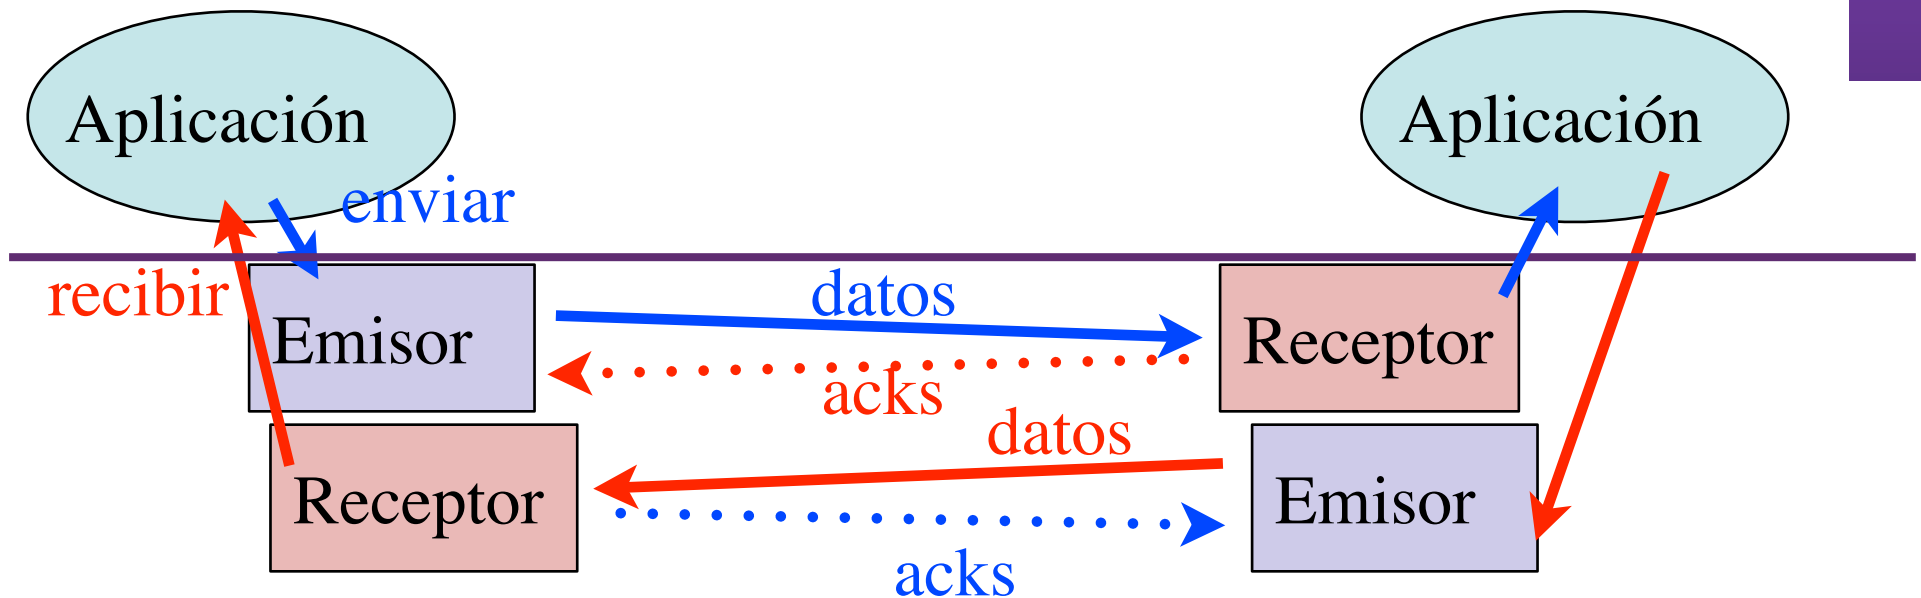 Aplicación
Aplicación
enviar
recibir
Emisor
datos
Receptor
acks
datos
Receptor
Emisor
acks